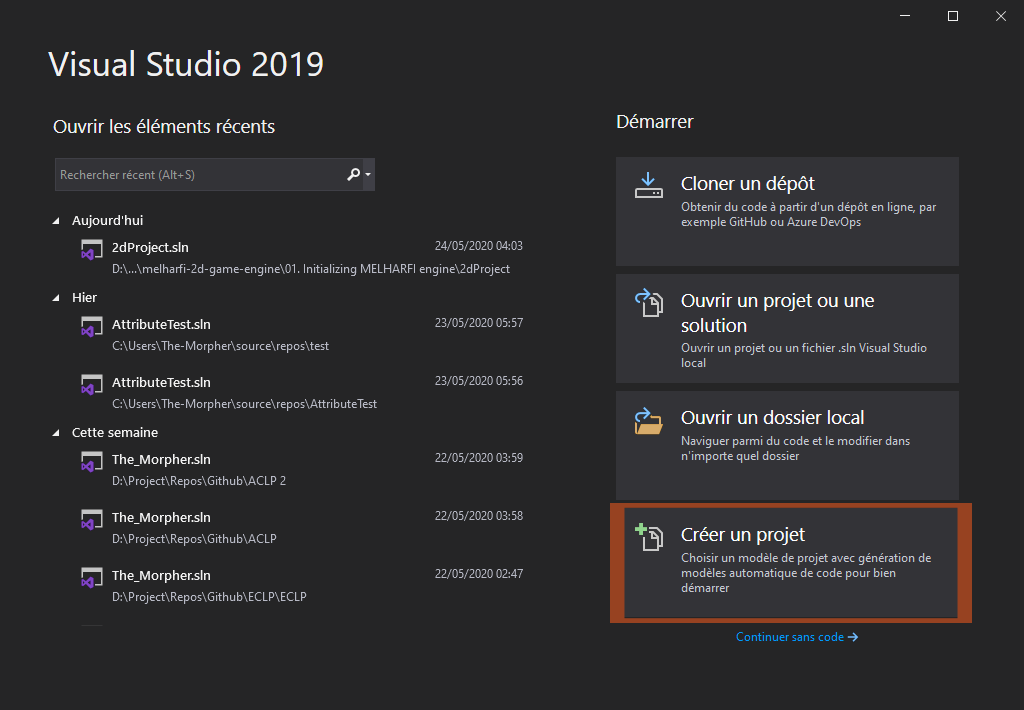 Visual Studio 2019
Ouvrir les éléments récents
Rechercher récent (Alt+S)
Aujourd'hui
2dProject.sln 24/05/2020 04:03
D:\...\melharfi-2d-game-engine\01. Initializing MELHARFI engine\2dProject
Hier
AttributeTest.sln 23/05/2020 05:57
C:\Users\The-Morpher\source\repos\test
AttributeTest.sln 23/05/2020 05:56
C:\Users\The-Morpher\source\repos\AttributeTest
Cette semaine
The_Morpher.sln 22/05/2020 03:59
D:\Project\Repos\Github\ACLP 2
The_Morpher.sln 22/05/2020 03:58
D:\Project\Repos\Github\ACLP
The_Morpher.sln 22/05/2020 02:47
D:\Project\Repos\Github\ECLP\ECLP
Démarrer
Cloner un dépôt
Obtenir du code à partir d'un dépôt en ligne, par
exemple GitHub ou Azure DevOps
Ouvrir un projet ou une
solution
Ouvrir un projet ou un fichier .sln Visual Studio
local
Ouvrir un dossier local
Naviguer parmi du code et le modifier dans
n'importe quel dossier
Créer un projet
Choisir un modèle de projet avec génération de
modèles automatique de code pour bien
démarrer
Continuer sans code →